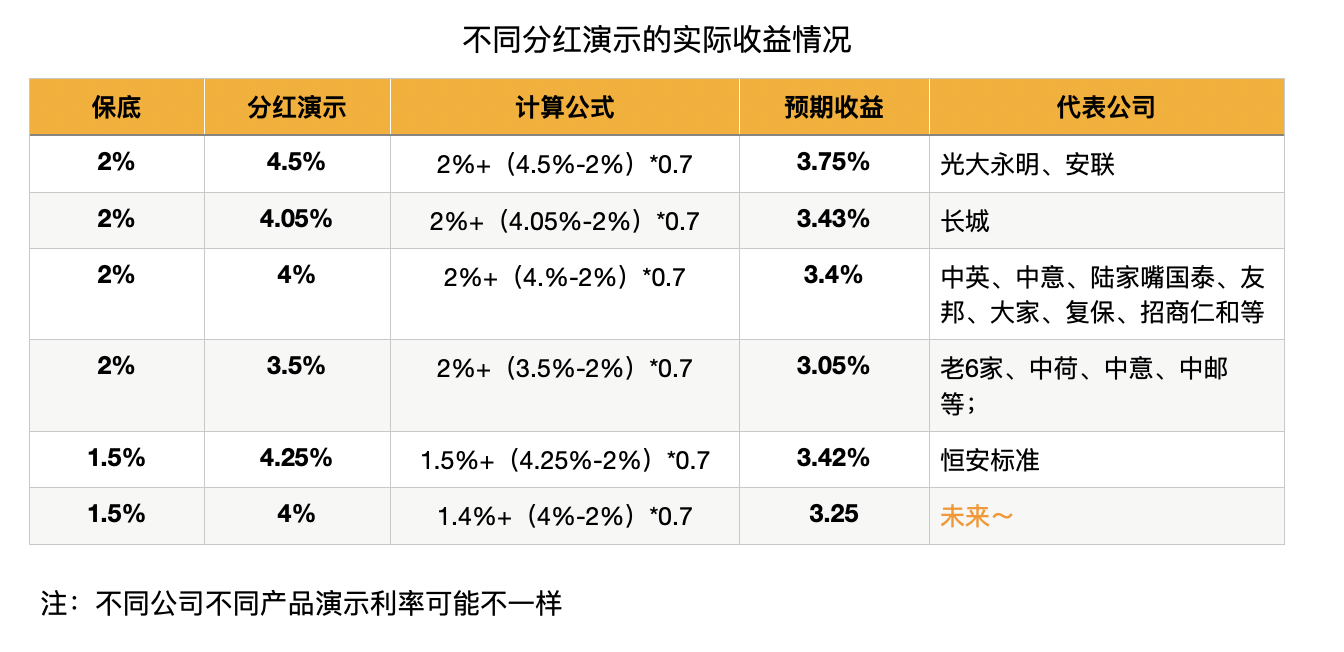 不同分红演示的实际收益情况
保底 分红演示 计算公式 预期收益 代表公司
2% 4.5% 2%+（4.5%-2%）*0.7 3.75% 光大永明、安联
2% 4.05% 2%+（4.05%-2%）*0.7 3.43% 长城
2% 4% 2%+（4.%-2%）*0.7 3.4% 中英、中意、陆家嘴国泰、友
邦、大家、复保、招商仁和等
2% 3.5% 2%+（3.5%-2%）*0.7 3.05% 老6家、中荷、中意、中邮
等；
1.5% 4.25% 1.5%+（4.25%-2%）*0.7 3.42% 恒安标准
1.5% 4% 1.4%+（4%-2%）*0.7 3.25 未来～
注：不同公司不同产品演示利率可能不一样